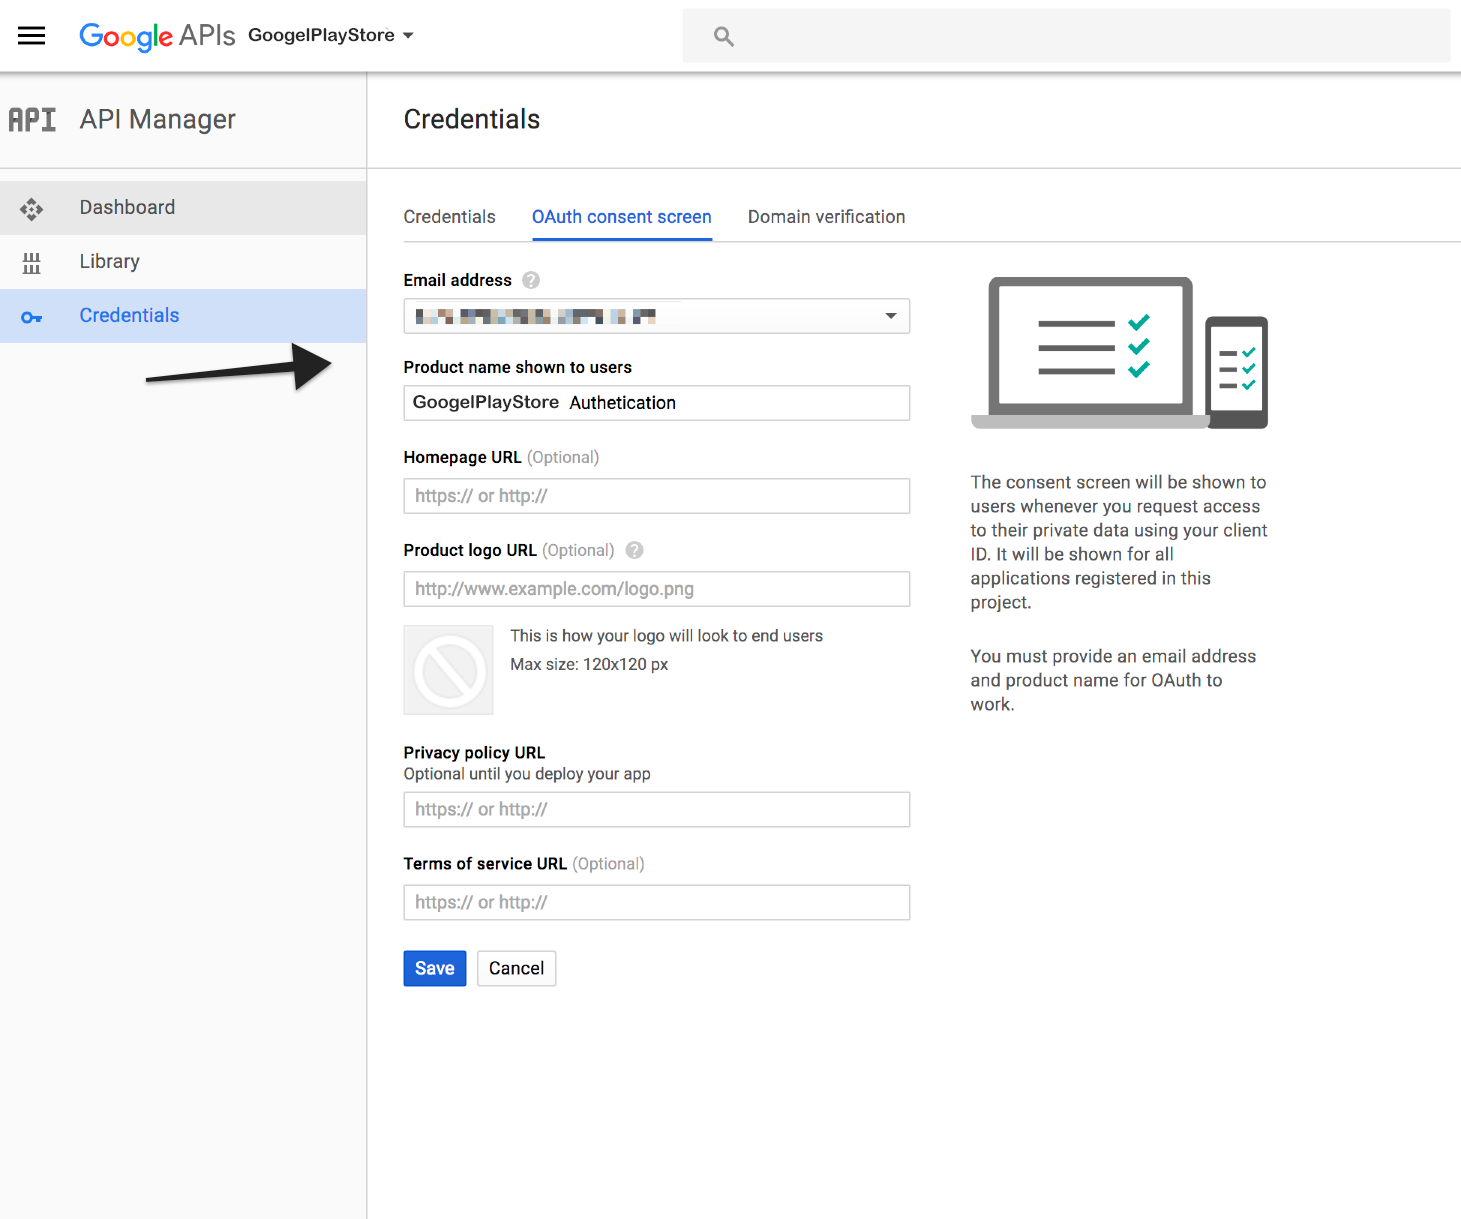 Google APIs GoogelPlayStore
API API Manager
Credentials
Dashboard
Library
Credentials
Credentials OAuth consent screen Domain verification
Email address ?
Product name shown to users
GoogelPlayStore Authetication
Homepage URL (Optional)
https:// or http://
Product logo URL (Optional) ?
http://www.example.com/logo.png
This is how your logo will look to end users
Max size: 120x120 px
Privacy policy URL
Optional until you deploy your app
https:// or http://
Terms of service URL (Optional)
https:// or http://
Save Cancel
The consent screen will be shown to
users whenever you request access
to their private data using your client
ID. It will be shown for all
applications registered in this
project.
You must provide an email address
and product name for OAuth to
work.